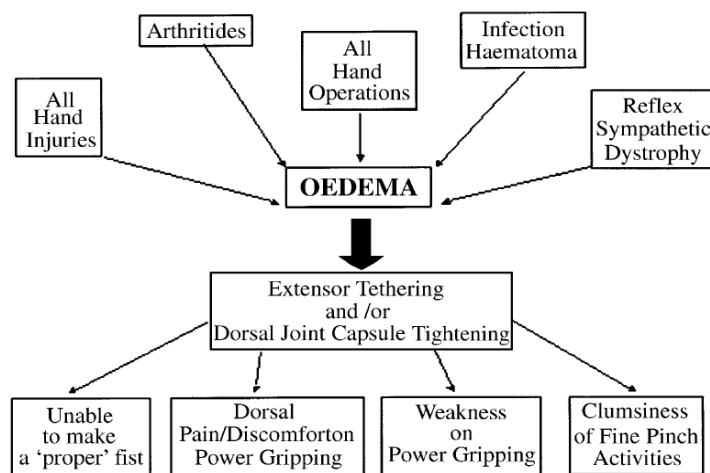 Arthritides
All
Hand
Operations
Infection
Haematoma
All
Hand
Injuries
Reflex
Sympathetic
Dystrophy
OEDEMA
Extensor Tethering
and /or
Dorsal Joint Capsule Tightening
Unable
to make
a ‘proper’ fist
Dorsal
Pain/Discomforton
Power Gripping
Weakness
on
Power Gripping
Clumsiness
of Fine Pinch
Activities